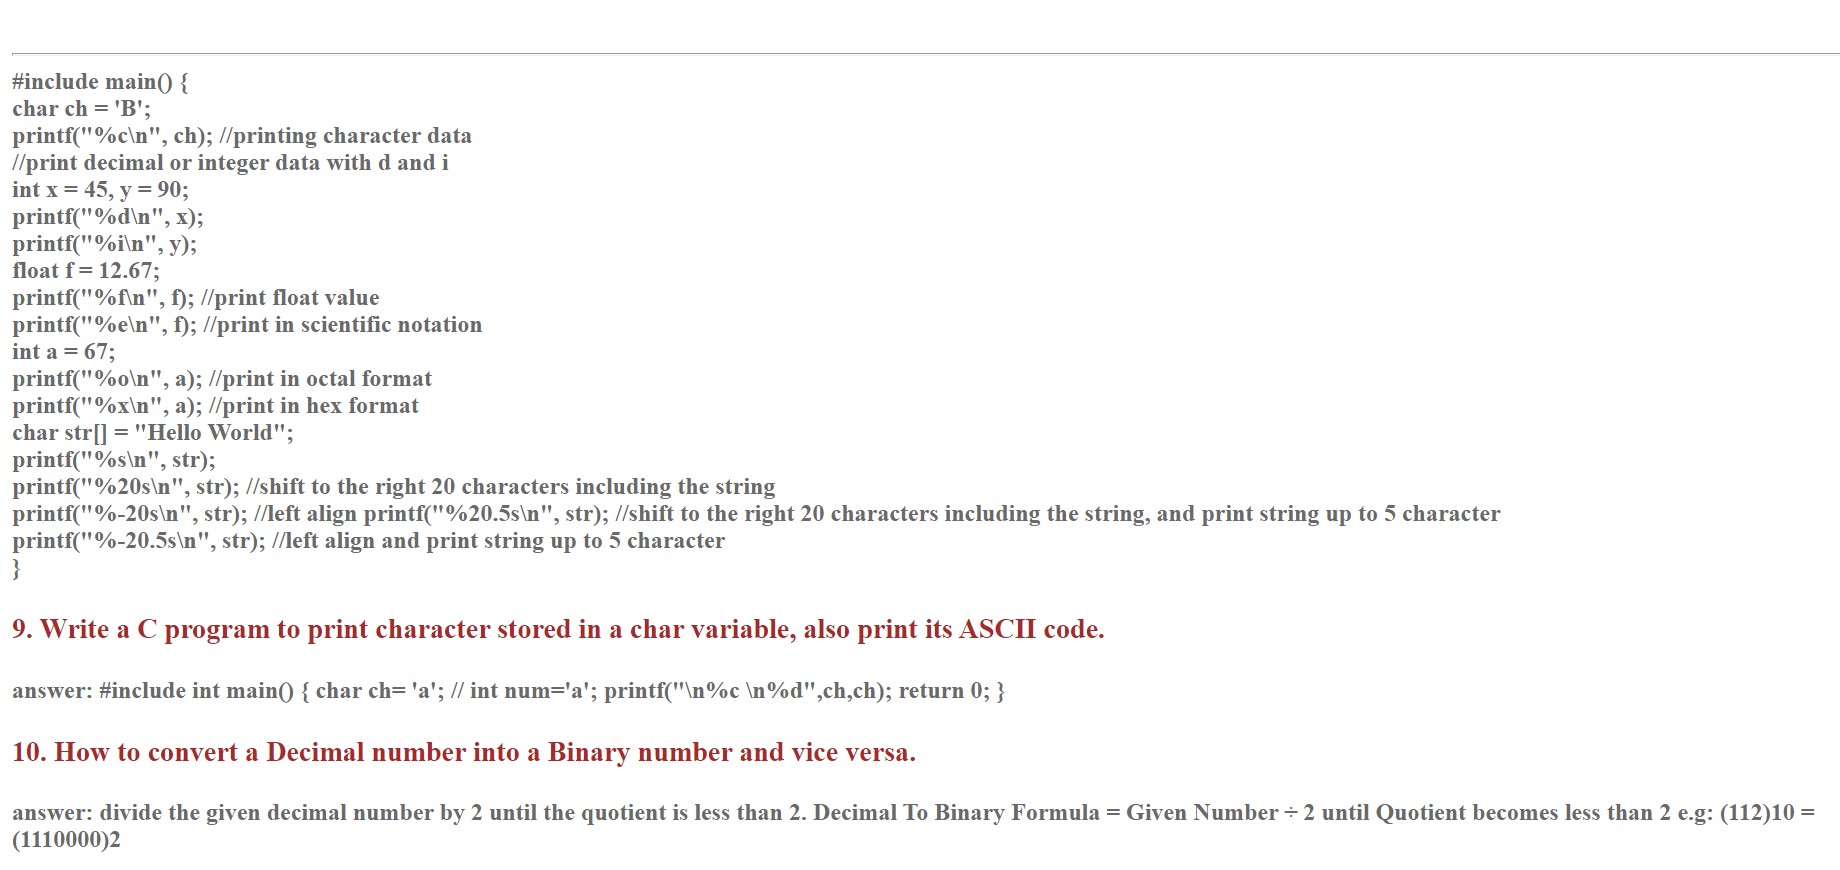 #include main() {
char ch = 'B';
printf("%c\n", ch); //printing character data
//print decimal or integer data with d and i
int x = 45, y = 90;
printf("%d\n", x);
printf("%i\n", y);
float f = 12.67;
printf("%f\n", f); //print float value
printf("%e\n", f); //print in scientific notation
int a = 67;
printf("%o\n", a); //print in octal format
printf("%x\n", a); //print in hex format
char str[] = "Hello World";
printf("%s\n", str);
printf("%20s\n", str); //shift to the right 20 characters including the string
printf("%-20s\n", str); //left align printf("%20.5s\n", str); //shift to the right 20 characters including the string, and print string up to 5 character
printf("%-20.5s\n", str); //left align and print string up to 5 character
}
9. Write a C program to print character stored in a char variable, also print its ASCII code.
answer: #include int main() { char ch= 'a'; // int num='a'; printf("\n%c \n%d",ch,ch); return 0; }
10. How to convert a Decimal number into a Binary number and vice versa.
answer: divide the given decimal number by 2 until the quotient is less than 2. Decimal To Binary Formula = Given Number ÷ 2 until Quotient becomes less than 2 e.g: (112)10 =
(1110000)2